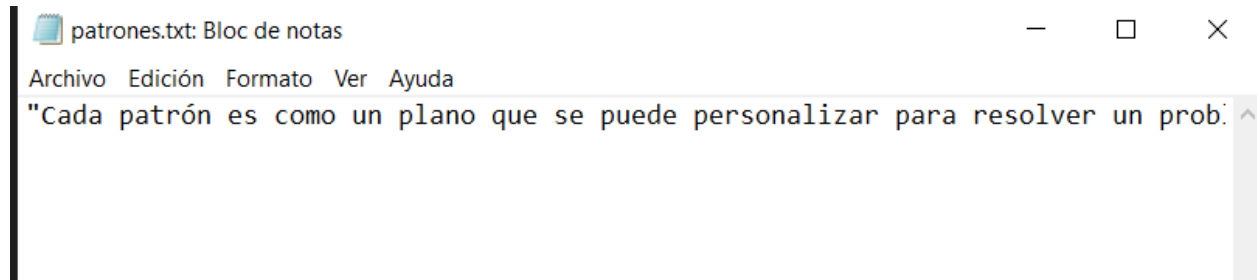 patrones.txt: Bloc de notas
Archivo Edición Formato Ver Ayuda
"Cada patrón es como un plano que se puede personalizar para resolver un